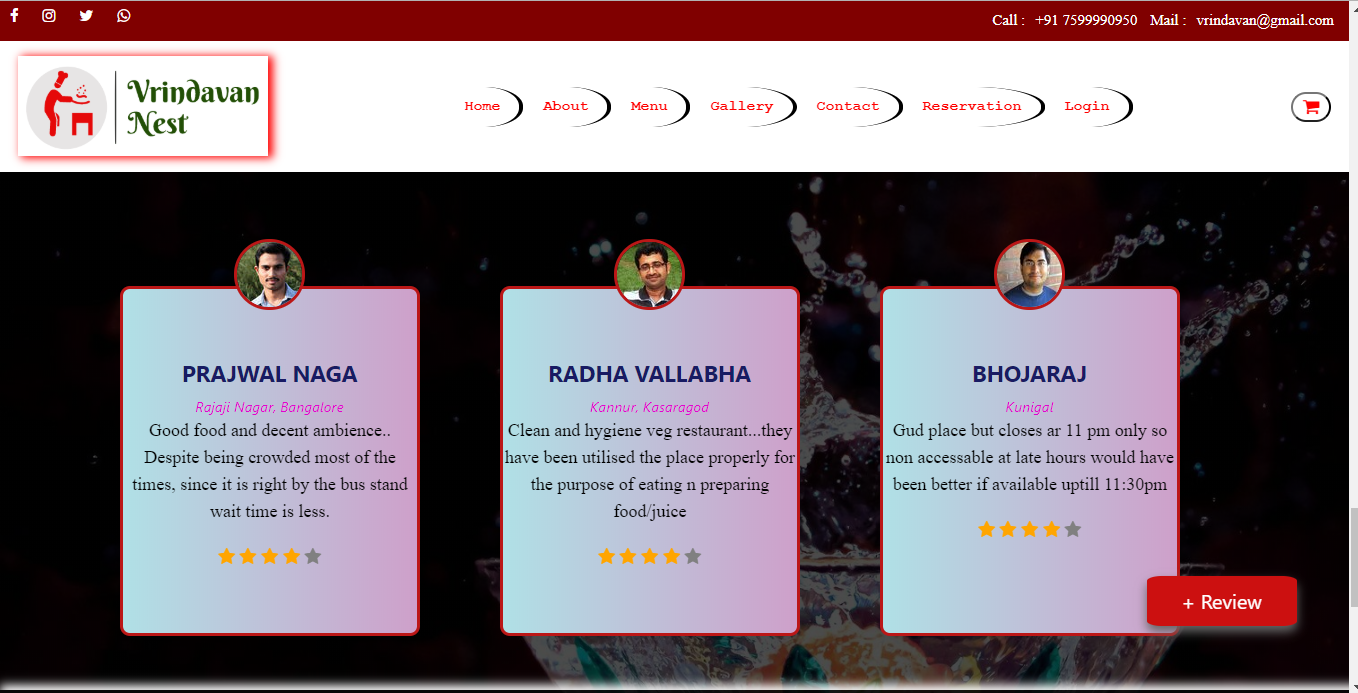 Call : +91 7599990950 Mail : vrindavan@gmail.com
Vrindavan
Nest
Home About Menu Gallery Contact Reservation Login
PRAJWAL NAGA
Rajaji Nagar, Bangalore
Good food and decent ambience..
Despite being crowded most of the
times, since it is right by the bus stand
wait time is less.
RADHA VALLABHA
Kannur, Kasaragod
Clean and hygiene veg restaurant...they
have been utilised the place properly for
the purpose of eating n preparing
food/juice
BHOJARAJ
Kunigal
Gud place but closes ar 11 pm only so
non accessable at late hours would have
been better if available uptill 11:30pm
+ Review